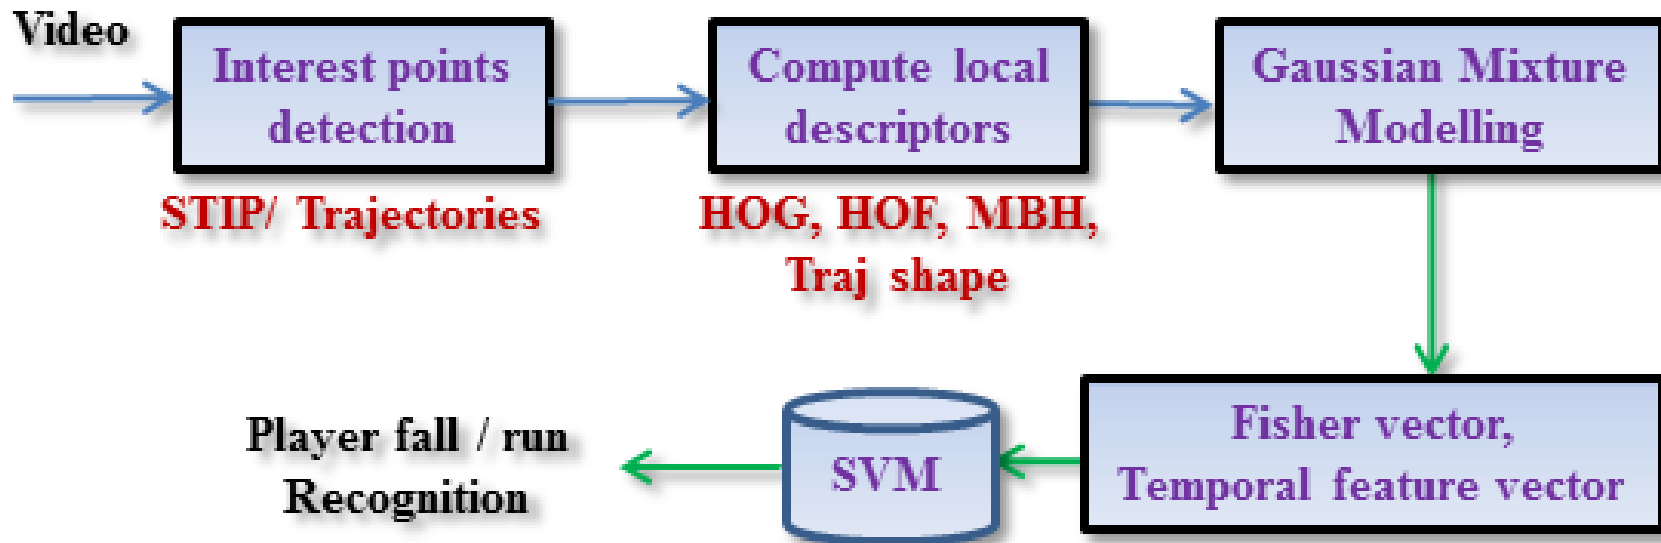 Video
Interest points
detection
STIP/ Trajectories
Compute local
descriptors
HOG, HOF, MBH,
Traj shape
Gaussian Mixture
Modelling
Fisher vector,
Temporal feature vector
SVM
Player fall / run
Recognition